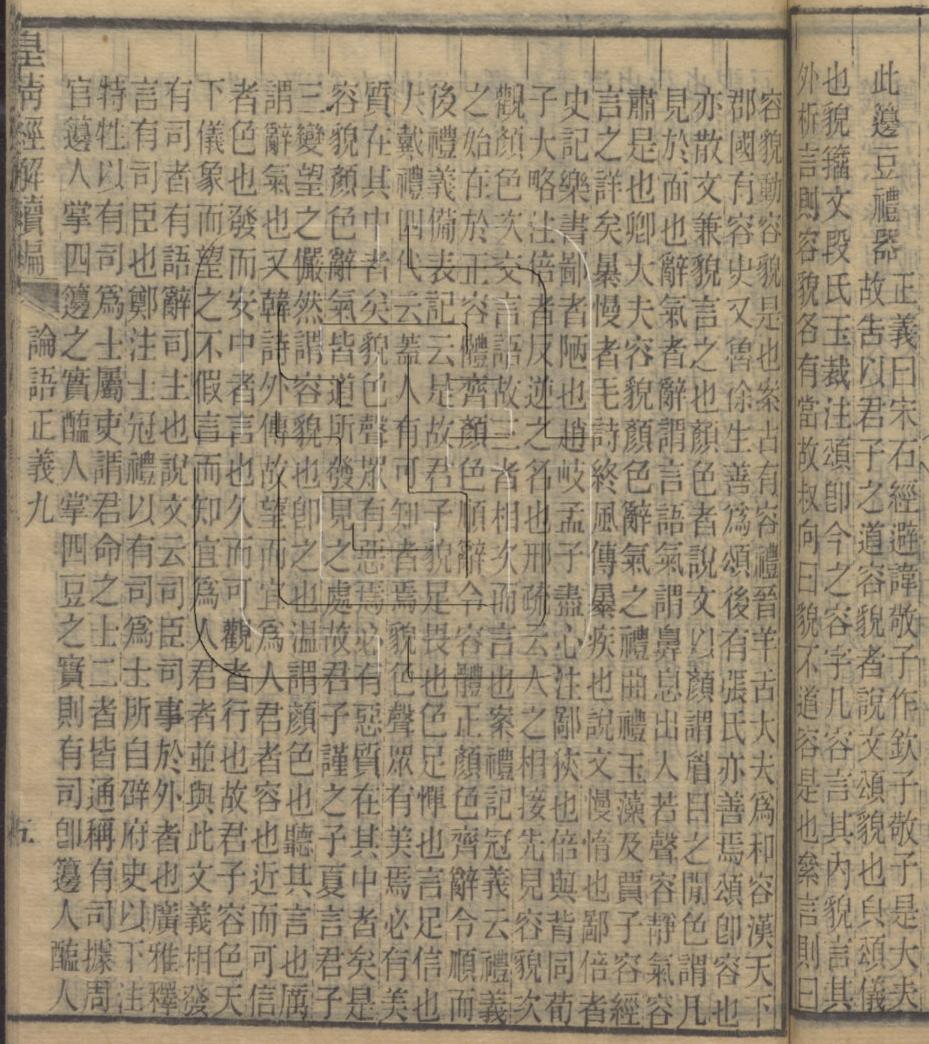 此籩豆禮器
正義曰宋石經避諱敬子作欽子敬子是大夫
故告以君子之道容貌者說文頌貌也皃頌儀
也貌籒文段氏玉裁注頌卽今之容字凡容言其內貌言其
外析言則容貌各有當故叔向曰貌不道容是也絫言則曰
容貌動容貌是也案古有容禮晉羊舌大夫爲和容漢天下
郡國有容史又魯徐生善爲頌後有張氏亦善焉頌卽容也
亦散文兼貌言之也顏色者說文以顏謂眉目之閒色謂凡
見於面也辭氣者辭謂言語氣謂鼻息出人若聲容靜氣容
肅是也卿大夫容貌顏色辭氣之禮曲禮玉藻及賈子容經
言之詳矣暴慢者毛詩終風傳暴疾也說文慢惰也鄙倍者
史記樂書鄙者陋也趙岐孟子盡心注鄙狹也倍與背同荀
子大略注倍者反逆之名也邢疏云人之相接先見容貌次
觀顏色次交言語故三者相次而言也案禮記冠義云禮義
之始在於正容體齊顏色順辭令容體正顏色齊辭令順而
後禮義備表記云是故君子貌足畏也色足憚也言足信也
大戴禮四代云蓋人有可知者焉貌色聲眾有美焉必有美
質在其中者矣貌色聲眾有惡焉必有惡質在其中者矣是
容貌顏色辭氣皆道所發見之處故君子謹之子夏言君子
三變望之儼然謂容貌也卽之也溫謂顏色也聽其言也厲
謂辭氣也又韓詩外傳故望而宜爲人君者容也近而可信
者色也發而安中者言也久而可觀者行也故君子容色天
下儀象而望之不假言而知宜爲人君者並與此文義相發
有司者有語辭司主也說文云司臣司事於外者也廣雅釋
言有司臣也鄭注士冠禮以有司爲士所自辟府史以下注
特牲以有司爲士屬吏謂君命之士二者皆通稱有司據周
官籩人掌四籩之實醢人掌四豆之實則有司卽籩人醢人
皇清經解續編
論語正義九
五